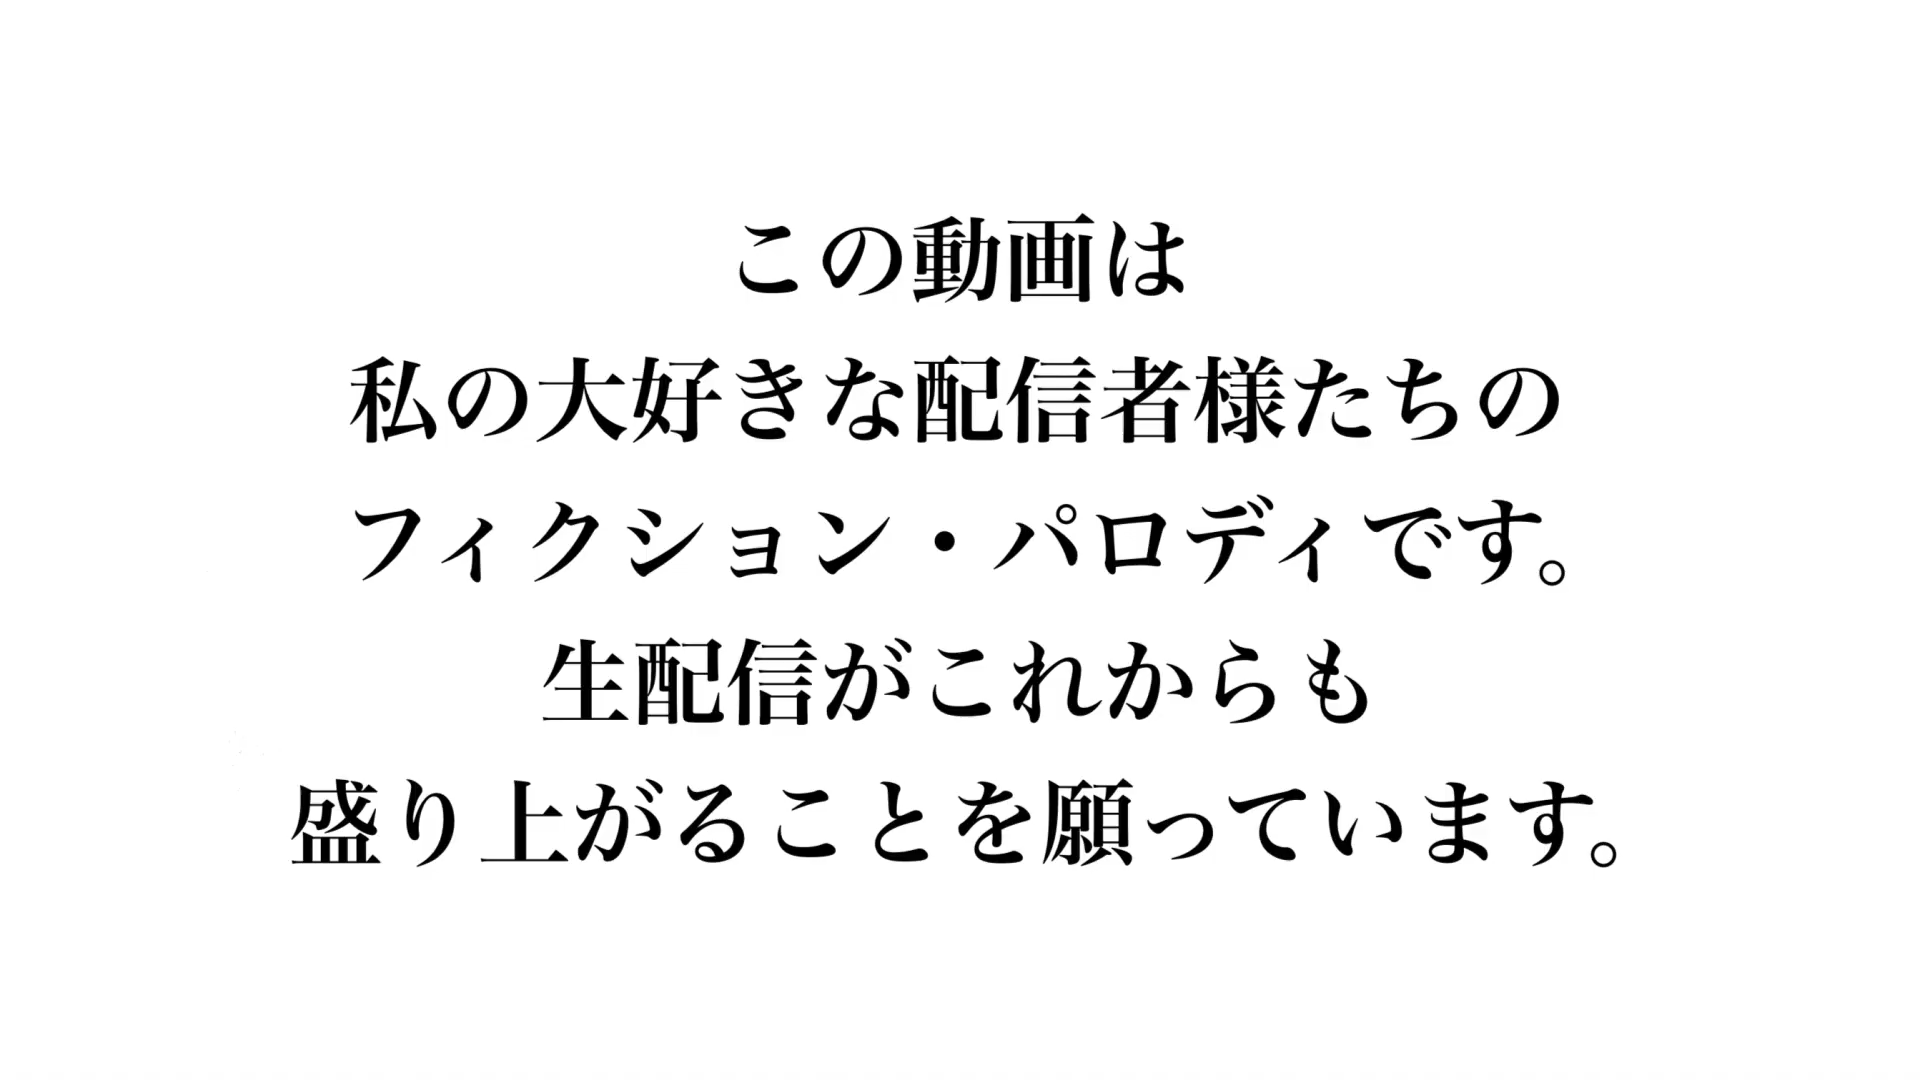 この動画は
私の大好きな配信者様たちの
フィクション・パロディです。
生配信がこれからも
盛り上がることを願っています。